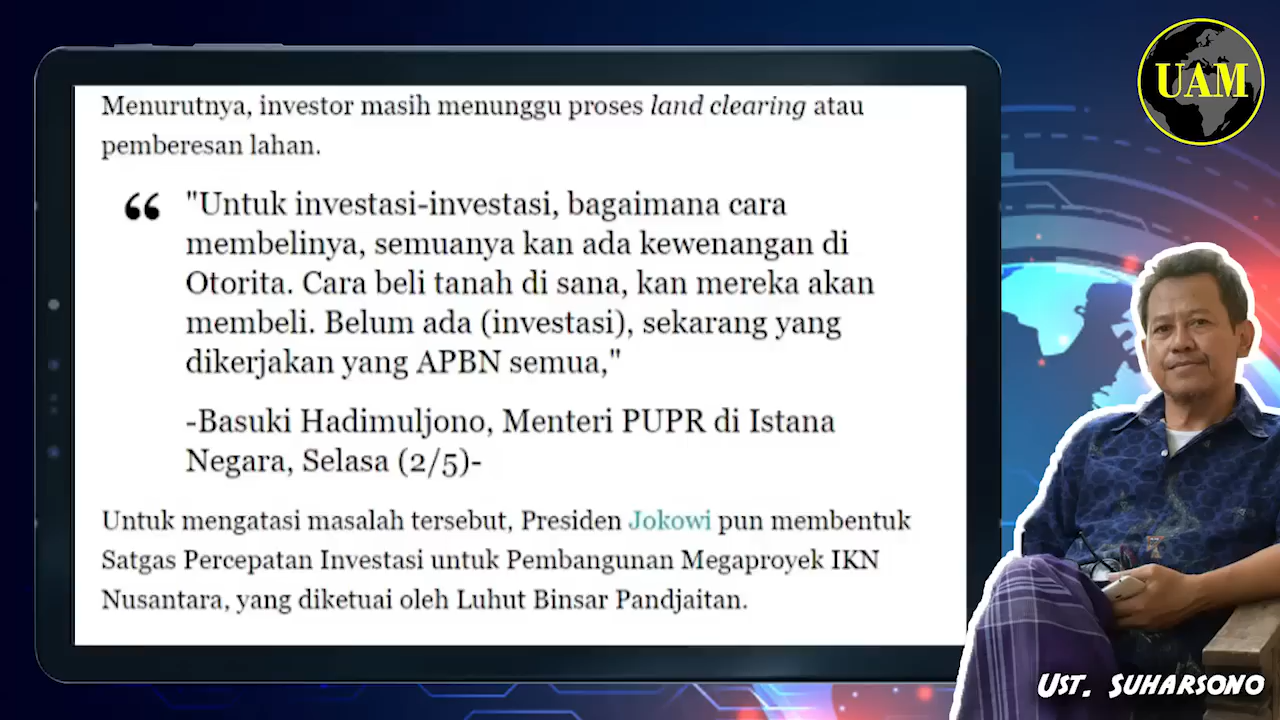 UAM
Menurutnya, investor masih menunggu proses land clearing atau
pemberesan lahan.
"Untuk investasi-investasi, bagaimana cara
membelinya, semuanya kan ada kewenangan di
Otorita. Cara beli tanah di sana, kan mereka akan
membeli. Belum ada (investasi), sekarang yang
dikerjakan yang APBN semua,"
-Basuki Hadimuljono, Menteri PUPR di Istana
Negara, Selasa (2/5)-
Untuk mengatasi masalah tersebut, Presiden Jokowi pun membentuk
Satgas Percepatan Investasi untuk Pembangunan Megaproyek IKN
Nusantara, yang diketuai oleh Luhut Binsar Pandjaitan.
UST. SUHARSONO